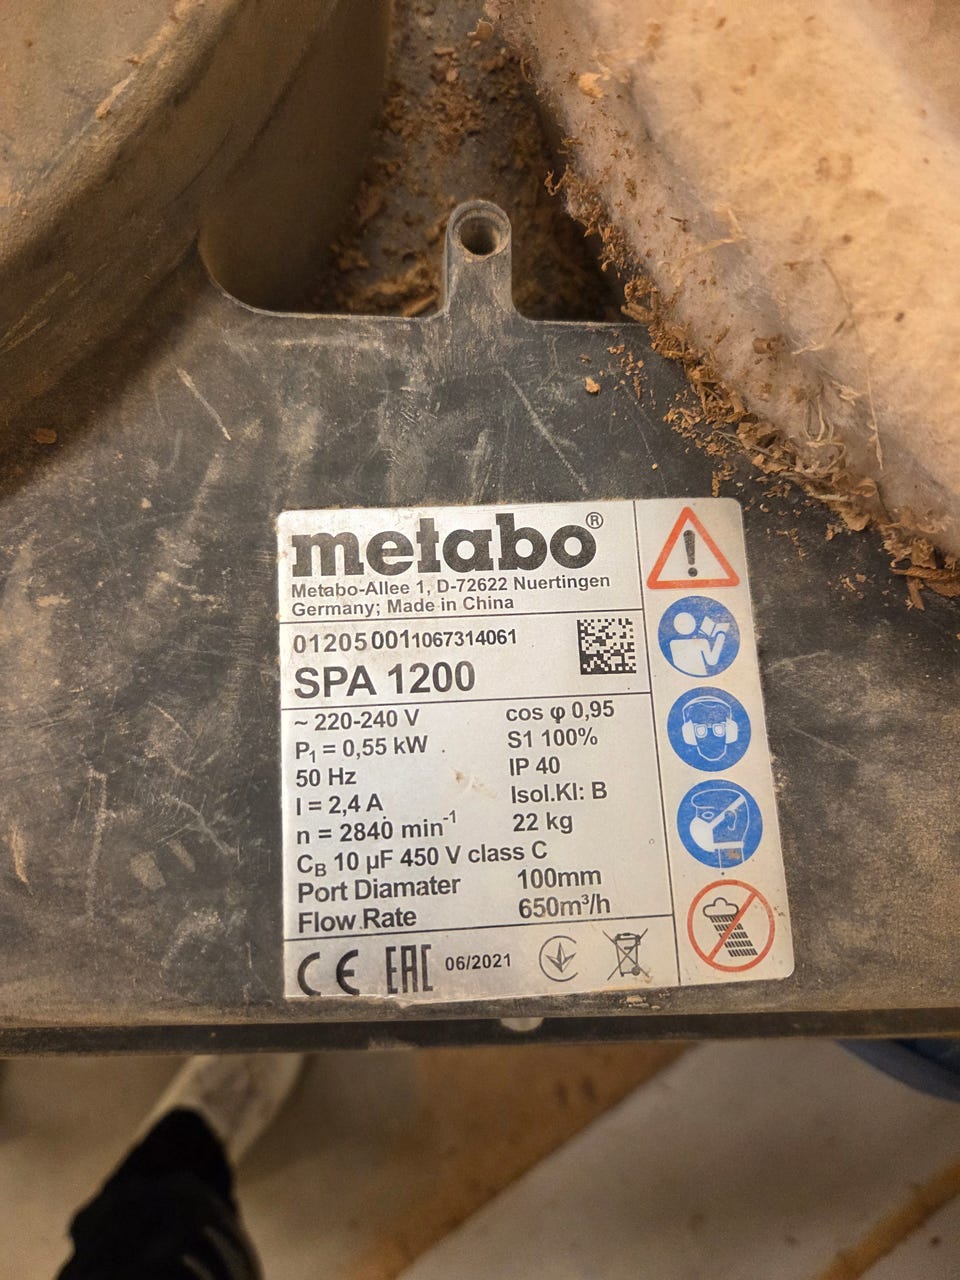 metabo®
Metabo-Allee 1, D-72622 Nuertingen
Germany; Made in China
01205 0011067314061
SPA 1200
~ 220-240 V cos φ 0,95
P1 = 0,55 kW S1 100%
50 Hz IP 40
I = 2,4 A Isol.Kl: B
n = 2840 min-1 22 kg
CB 10 µF 450 V class C
Port Diamater 100mm
Flow Rate 650m³/h
CE EAC 06/2021